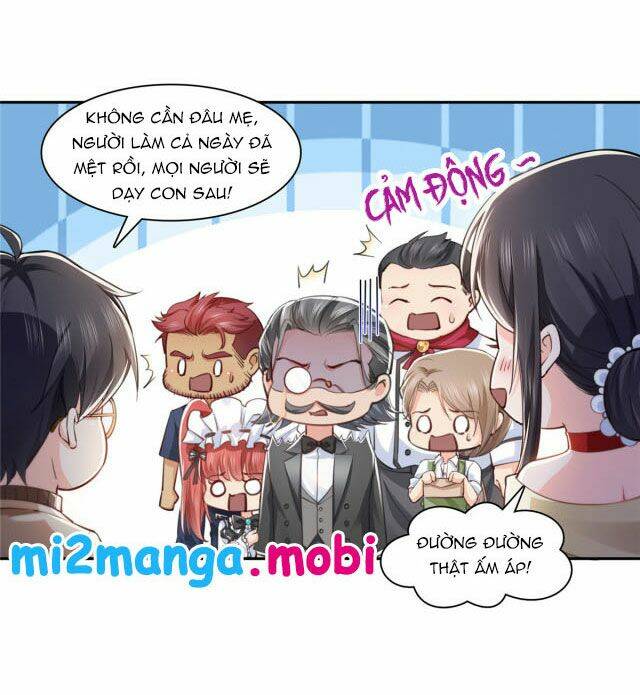 KHÔNG CẦN ĐÂU MẸ,
NGƯỜI LÀM CẢ NGÀY ĐÃ
MỆT RỒI, MỌI NGƯỜI SẼ
DẠY CON SAU!
CẢM ĐỘNG ~
ĐƯỜNG ĐƯỜNG
THẬT ẤM ÁP!
mi2manga.mobi